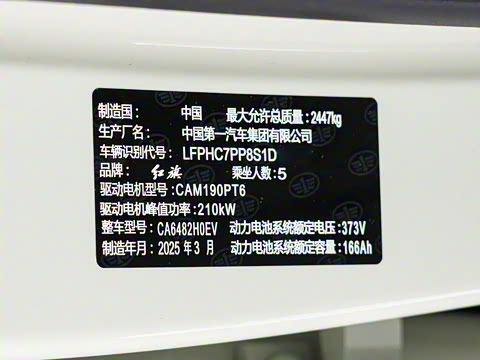 制造国： 中国 最大允许总质量：2447kg
生产厂名： 中国第一汽车集团有限公司
车辆识别代号： LFPHC7PP8S1D
品牌： 红旗 乘坐人数：5
驱动电机型号：CAM190PT6
驱动电机峰值功率：210kW
整车型号：CA6482H0EV 动力电池系统额定电压：373V
制造年月：2025年3月 动力电池系统额定容量：166Ah